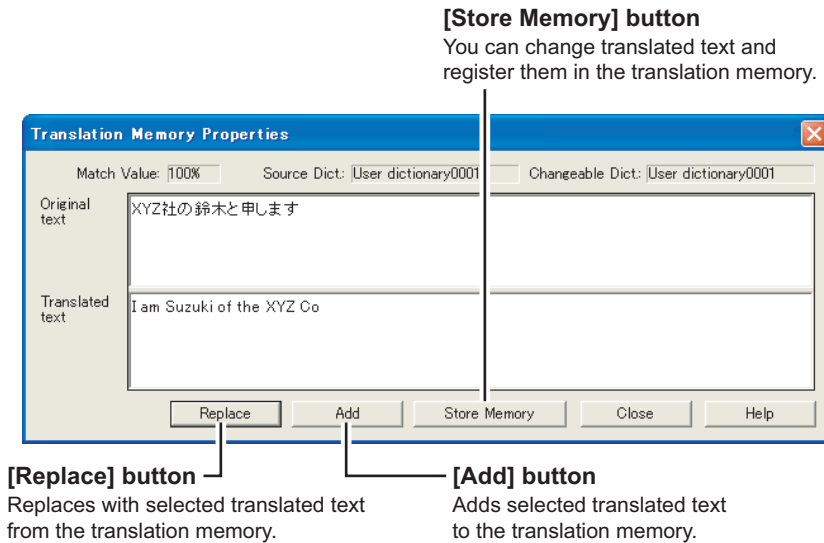 [Store Memory] button
You can change translated text and
register them in the translation memory.
Translation Memory Properties
Match Value: 100% Source Dict.: User dictionary0001 Changeable Dict.: User dictionary0001
Original
text
XYZ社の鈴木と申します
Translated
text
I am Suzuki of the XYZ Co
Replace Add Store Memory Close Help
[Replace] button
Replaces with selected translated text
from the translation memory.
[Add] button
Adds selected translated text
to the translation memory.